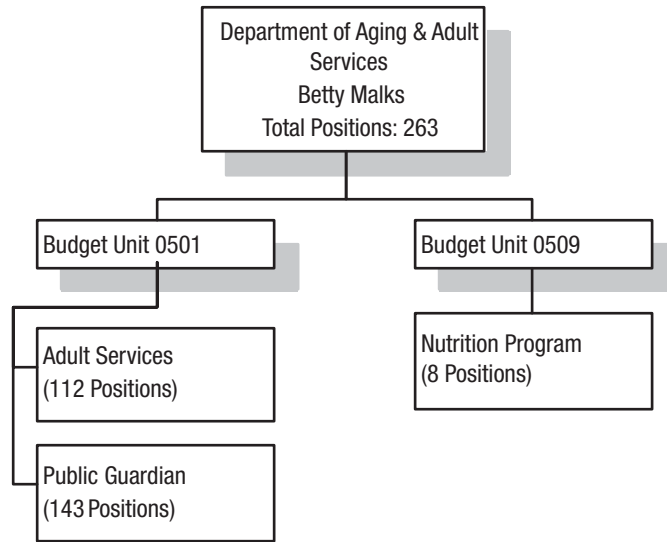 Department of Aging & Adult
Services
Betty Malks
Total Positions: 263
Budget Unit 0501
Budget Unit 0509
Adult Services
(112 Positions)
Nutrition Program
(8 Positions)
Public Guardian
(143 Positions)